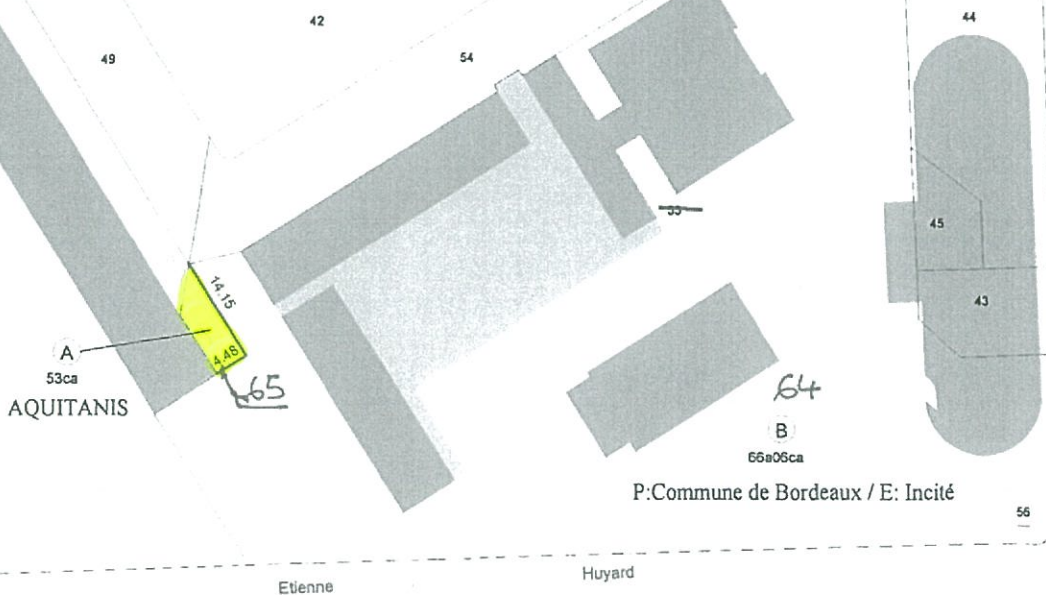 44
42
49
54
55
45
14.15
43
A
4.48
53ca
65
64
AQUITANIS
B
66a06ca
P:Commune de Bordeaux / E: Incité
56
Etienne
Huyard